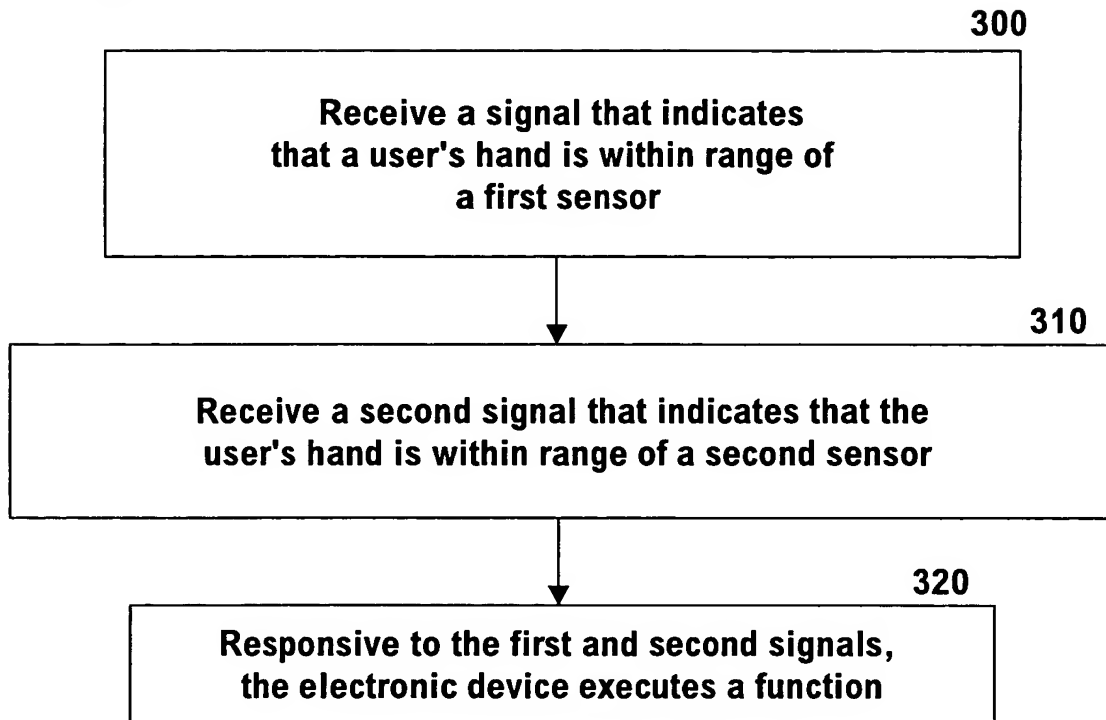 300
Receive a signal that indicates
that a user's hand is within range of
a first sensor
310
Receive a second signal that indicates that the
user's hand is within range of a second sensor
320
Responsive to the first and second signals,
the electronic device executes a function